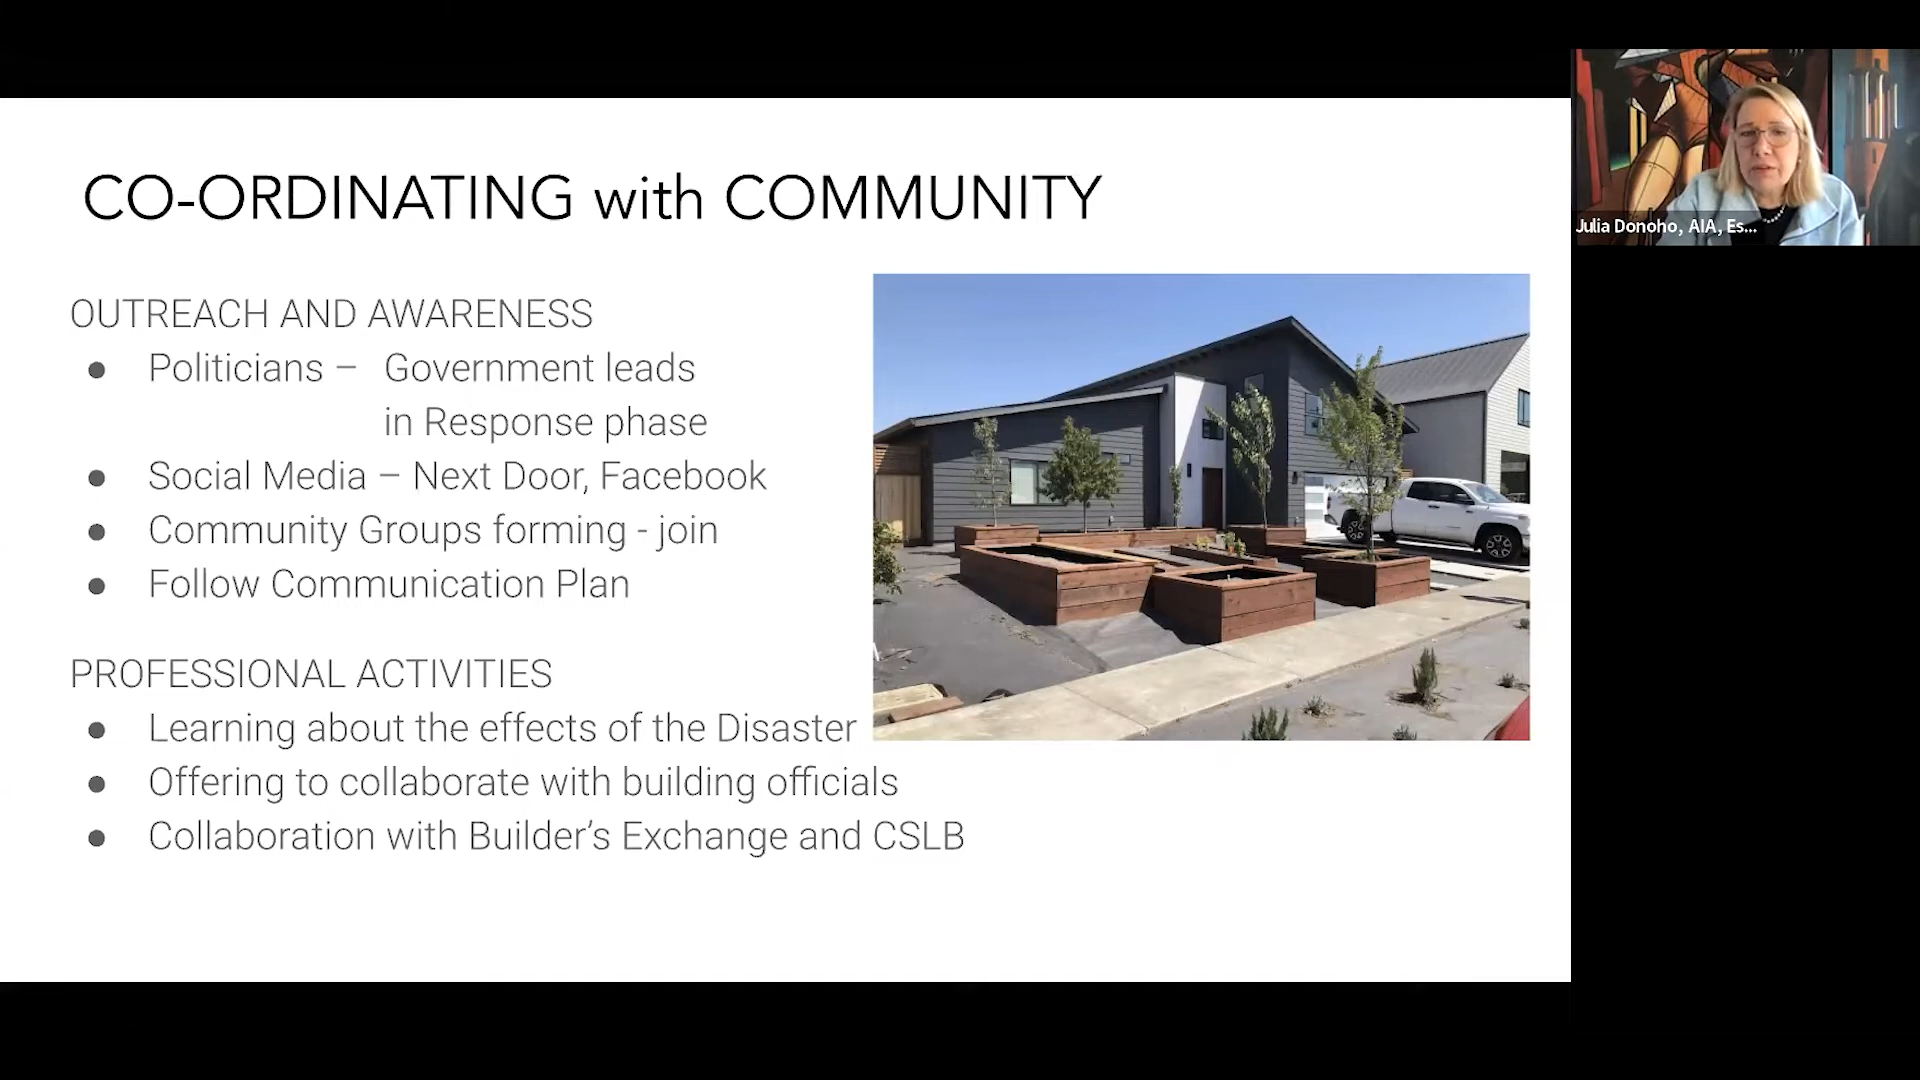 CO-ORDINATING with COMMUNITY
OUTREACH AND AWARENESS
● Politicians – Government leads
in Response phase
● Social Media – Next Door, Facebook
● Community Groups forming - join
● Follow Communication Plan
PROFESSIONAL ACTIVITIES
● Learning about the effects of the Disaster
● Offering to collaborate with building officials
● Collaboration with Builder’s Exchange and CSLB
Julia Donoho, AIA, Es...